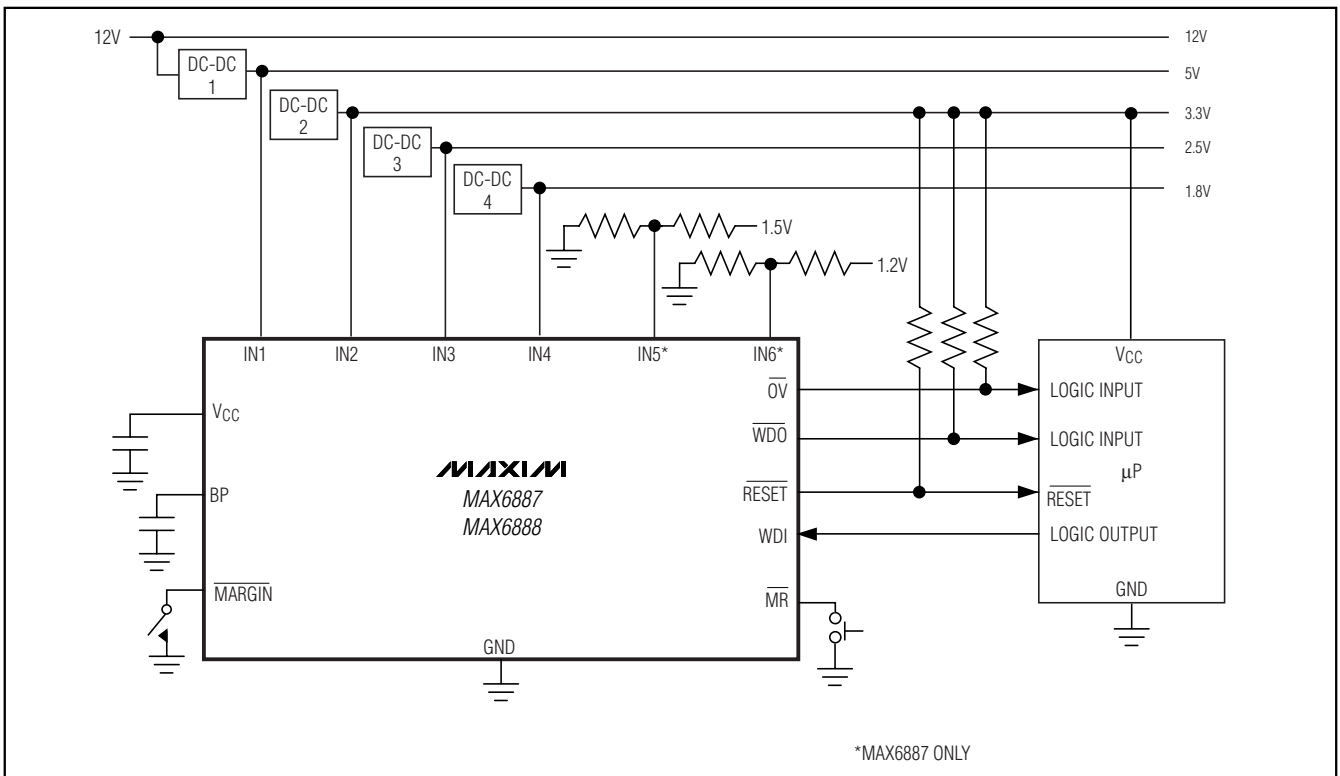 12V
12V
DC-DC
1
5V
DC-DC
2
3.3V
DC-DC
3
2.5V
DC-DC
4
1.8V
1.5V
1.2V
IN1
IN2
IN3
IN4
IN5*
IN6*
VCC
BP
MARGIN
GND
MAXIM
MAX6887
MAX6888
OV
WDO
RESET
WDI
MR
VCC
LOGIC INPUT
LOGIC INPUT
μP
RESET
LOGIC OUTPUT
GND
*MAX6887 ONLY